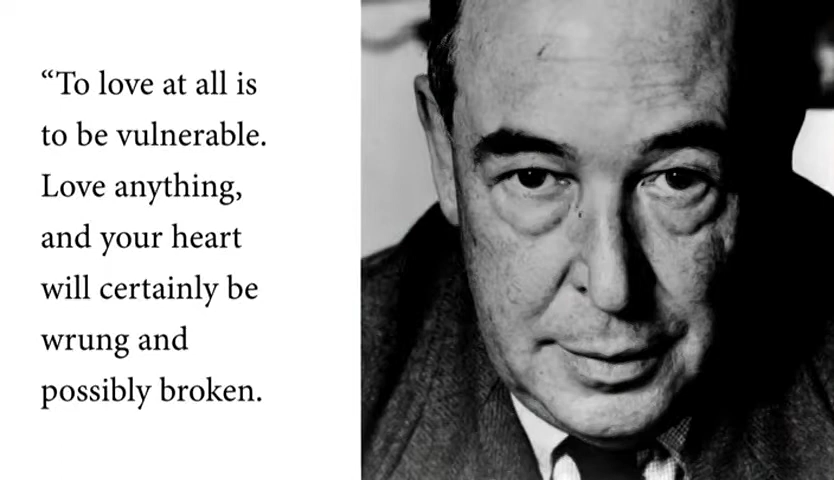 “To love at all is
to be vulnerable.
Love anything,
and your heart
will certainly be
wrung and
possibly broken.